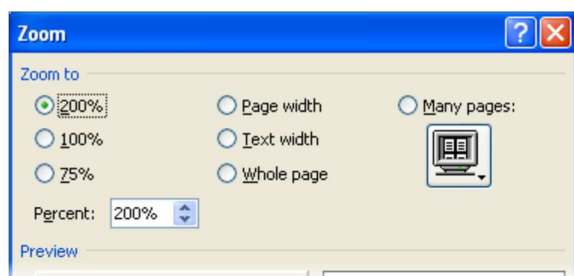 Zoom
Zoom to
200% Page width Many pages:
100% Text width
75% Whole page
Percent: 200%
Preview